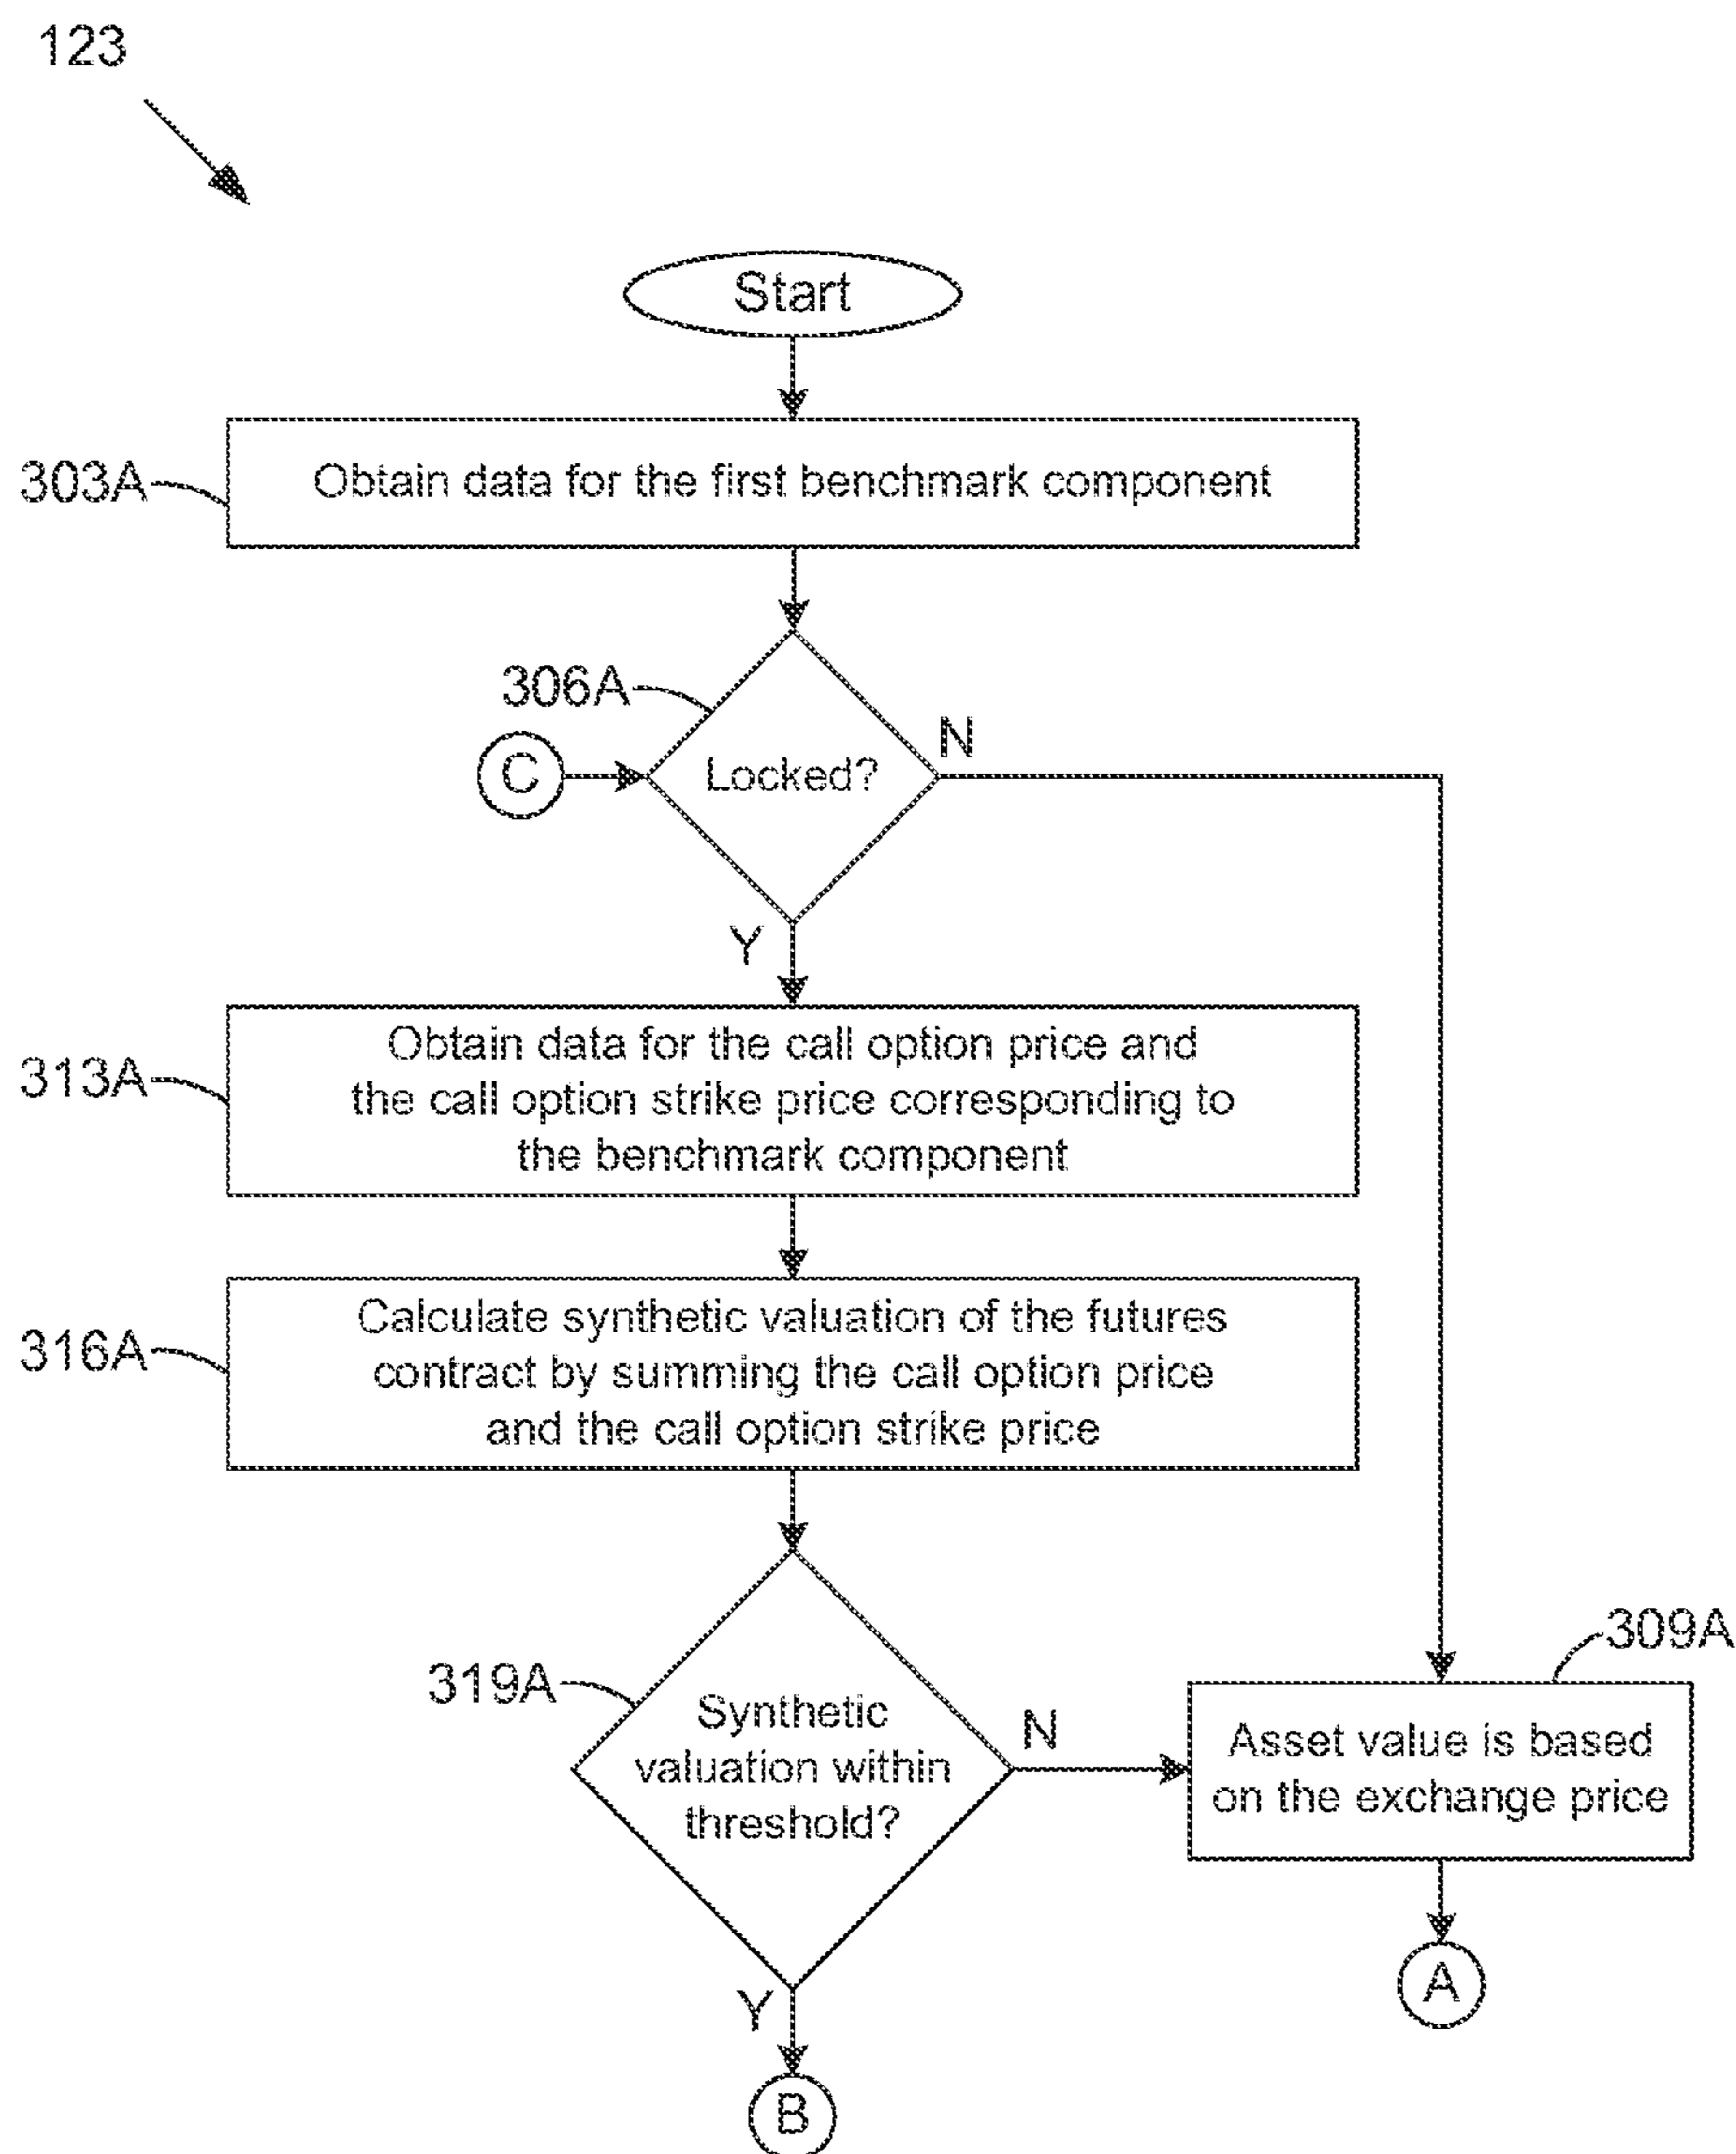 123
Start
303A
Obtain data for the first benchmark component
306A
C
Locked?
N
Y
313A
Obtain data for the call option price and
the call option strike price corresponding to
the benchmark component
316A
Calculate synthetic valuation of the futures
contract by summing the call option price
and the call option strike price
319A
Synthetic
valuation within
threshold?
N
309A
Asset value is based
on the exchange price
A
Y
B